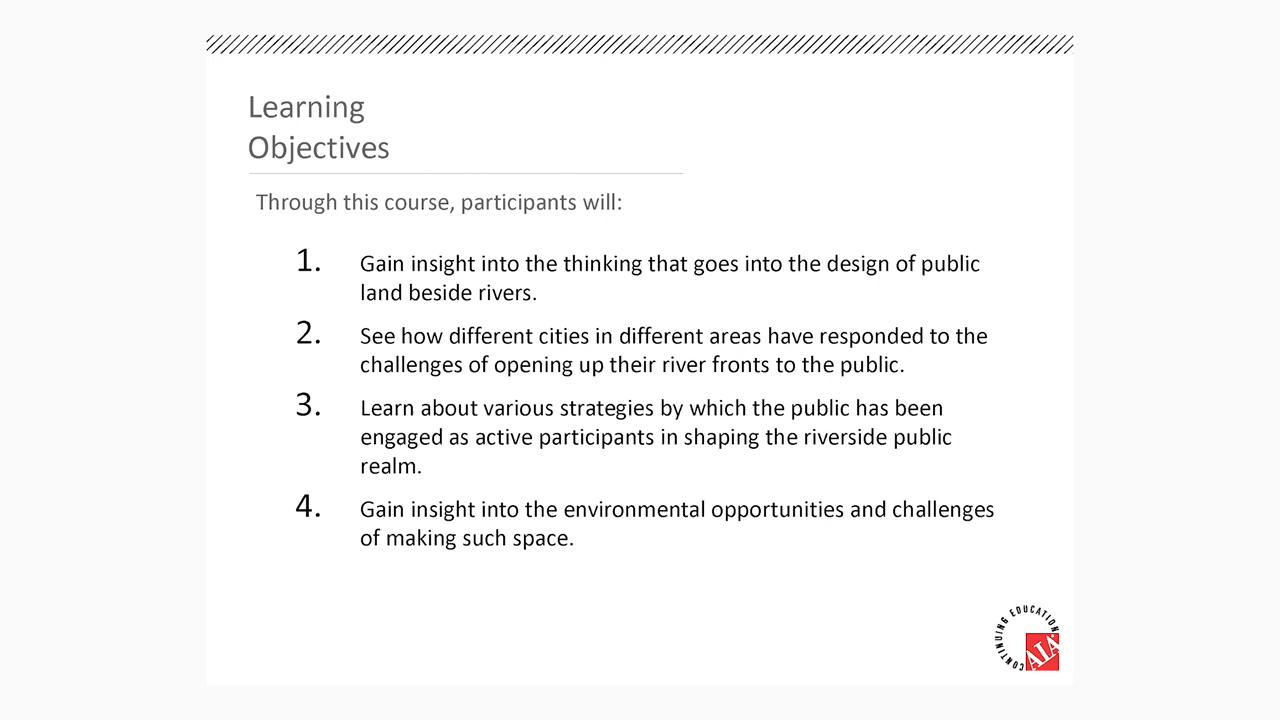 Learning
Objectives
Through this course, participants will:
1. Gain insight into the thinking that goes into the design of public
land beside rivers.
2. See how different cities in different areas have responded to the
challenges of opening up their river fronts to the public.
3. Learn about various strategies by which the public has been
engaged as active participants in shaping the riverside public
realm.
4. Gain insight into the environmental opportunities and challenges
of making such space.
CONTINUING EDUCATION
AIA